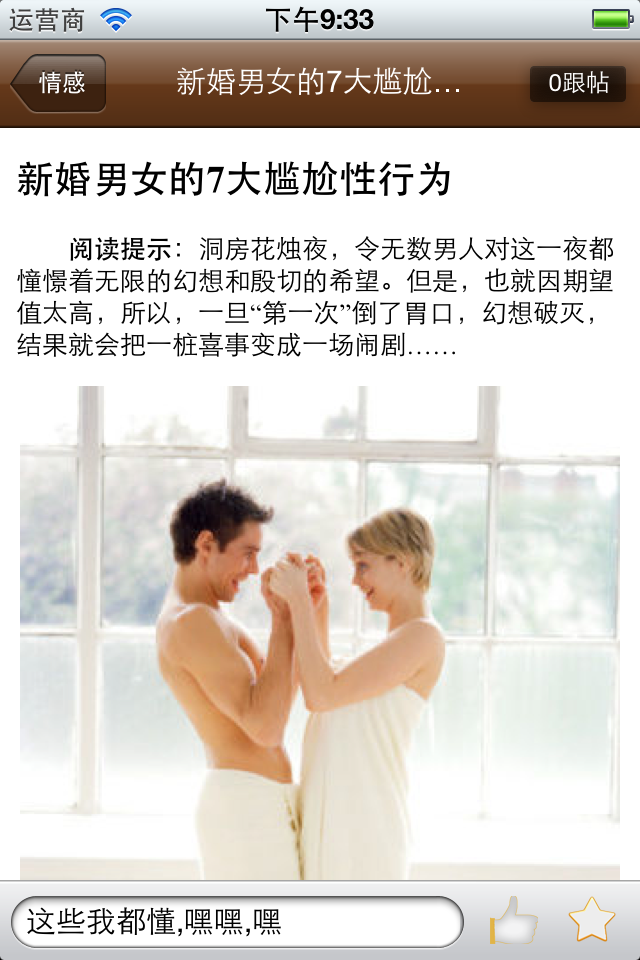 运营商 下午9:33
情感 新婚男女的7大尴尬... 0跟帖
新婚男女的7大尴尬性行为
阅读提示：洞房花烛夜，令无数男人对这一夜都
憧憬着无限的幻想和殷切的希望。但是，也就因期望
值太高，所以，一旦“第一次”倒了胃口，幻想破灭，
结果就会把一桩喜事变成一场闹剧……
这些我都懂,嘿嘿,嘿